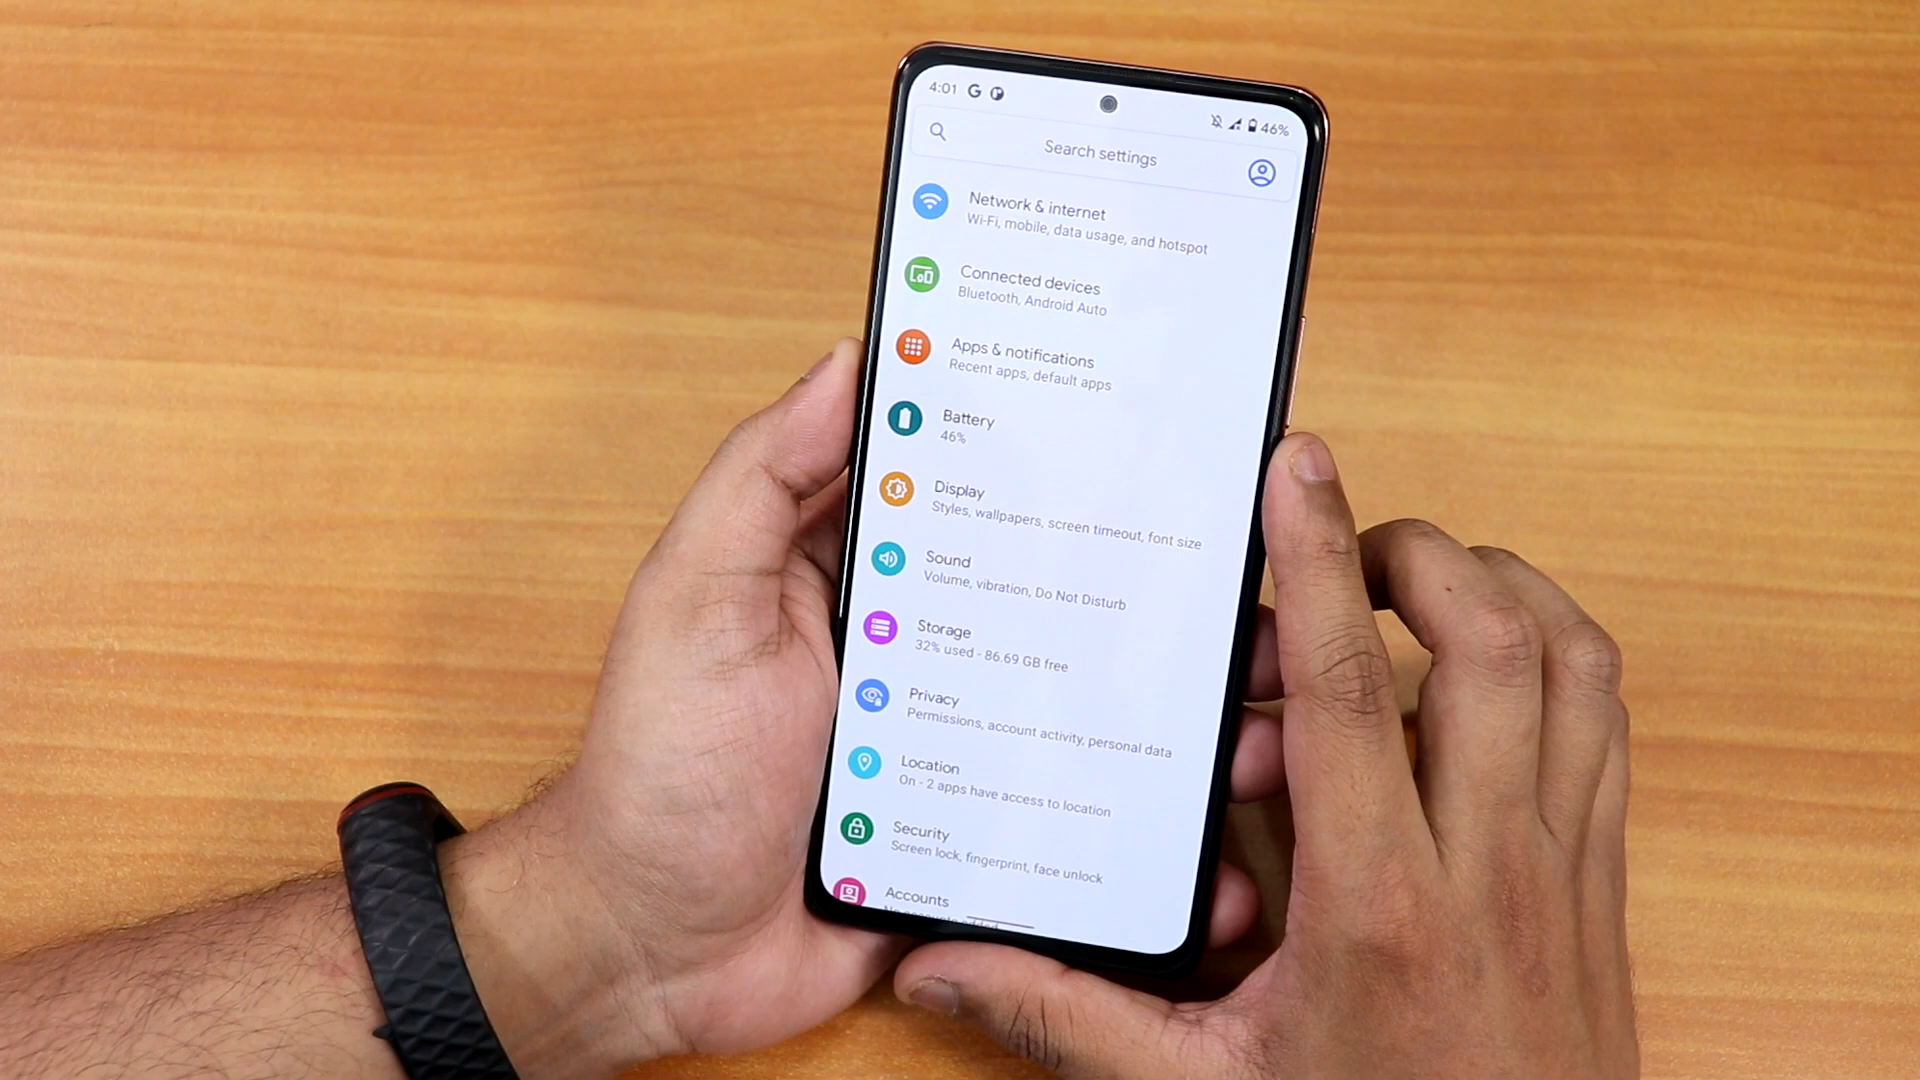 4:01 G
46%
Search settings
Network & internet
Wi-Fi, mobile, data usage, and hotspot
Connected devices
Bluetooth, Android Auto
Apps & notifications
Recent apps, default apps
Battery
46%
Display
Styles, wallpapers, screen timeout, font size
Sound
Volume, vibration, Do Not Disturb
Storage
32% used - 86.69 GB free
Privacy
Permissions, account activity, personal data
Location
On - 2 apps have access to location
Security
Screen lock, fingerprint, face unlock
Accounts
No accounts added